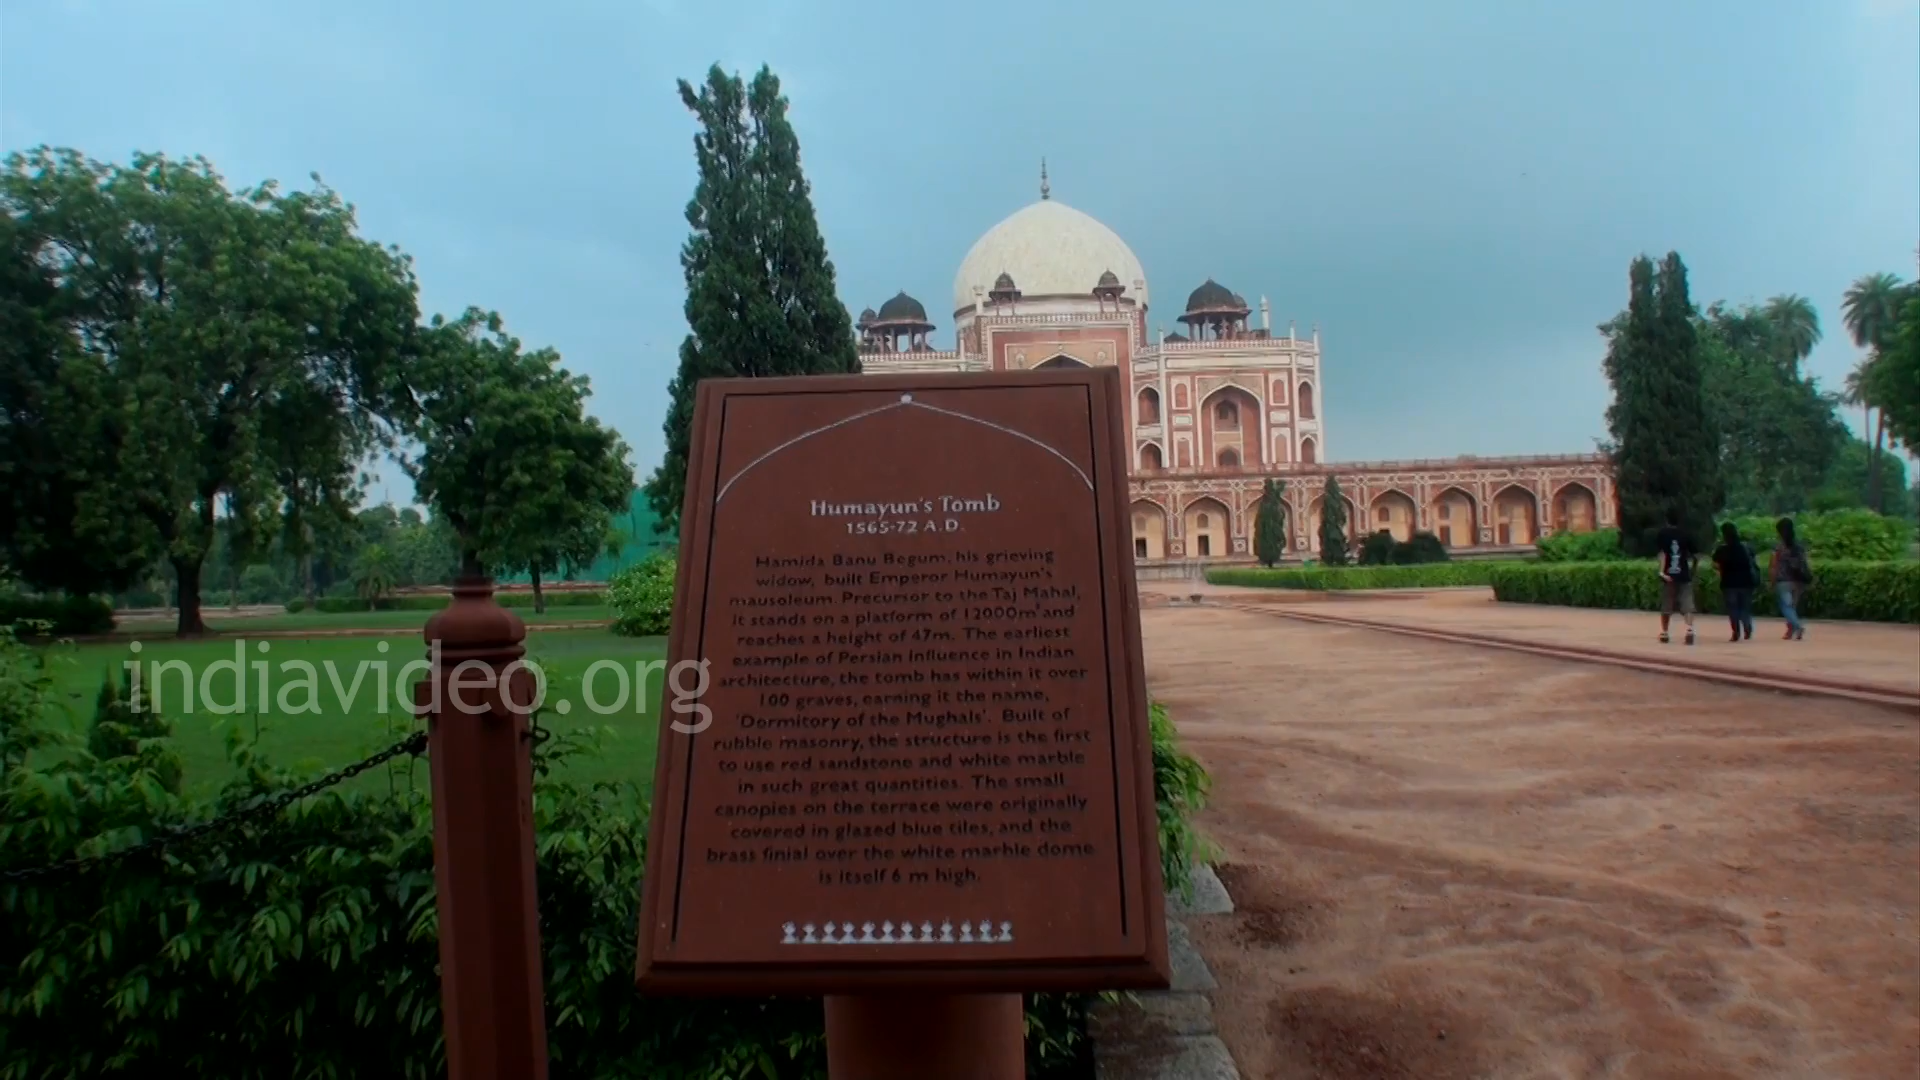 Humayun's Tomb
1565-72 A.D.
Hamida Banu Begum, his grieving
widow, built Emperor Humayun's
mausoleum. Precursor to the Taj Mahal,
it stands on a platform of 12000m² and
reaches a height of 47m. The earliest
example of Persian influence in Indian
architecture, the tomb has within it over
100 graves, earning it the name,
'Dormitory of the Mughals'. Built of
rubble masonry, the structure is the first
to use red sandstone and white marble
in such great quantities. The small
canopies on the terrace were originally
covered in glazed blue tiles, and the
brass finial over the white marble dome
is itself 6 m high.
indiavideo.org